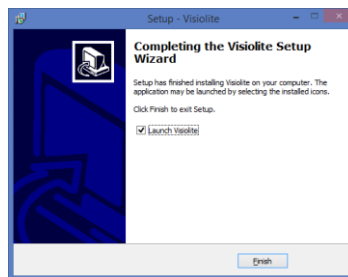 Setup - Visiolite
Completing the Visiolite Setup
Wizard
Setup has finished installing Visiolite on your computer. The
application may be launched by selecting the installed icons.
Click Finish to exit Setup.
Launch Visiolite
Finish